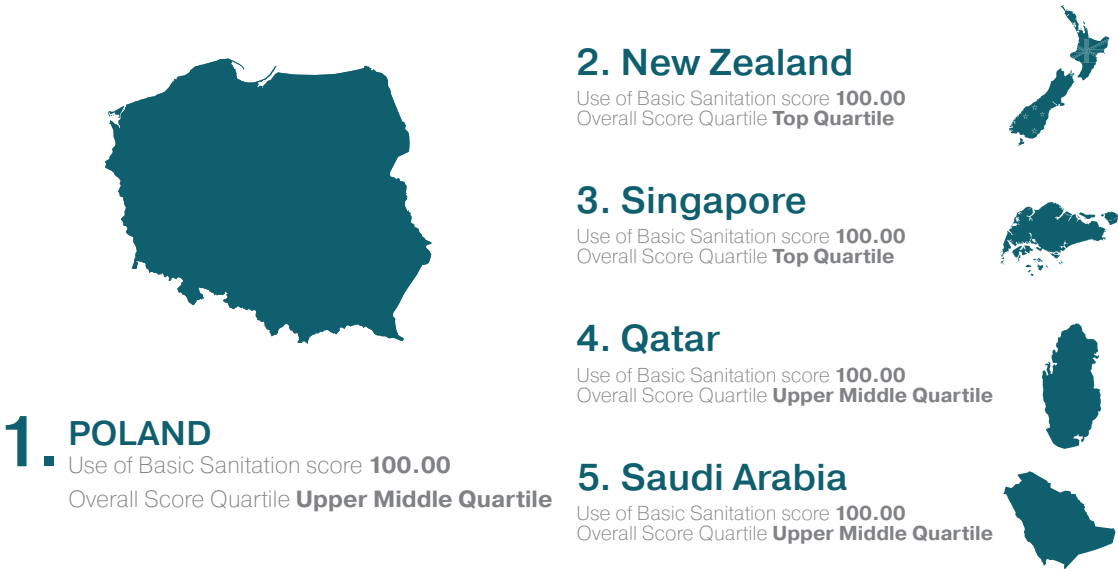 1. POLAND
Use of Basic Sanitation score 100.00
Overall Score Quartile Upper Middle Quartile
2. New Zealand
Use of Basic Sanitation score 100.00
Overall Score Quartile Top Quartile
3. Singapore
Use of Basic Sanitation score 100.00
Overall Score Quartile Top Quartile
4. Qatar
Use of Basic Sanitation score 100.00
Overall Score Quartile Upper Middle Quartile
5. Saudi Arabia
Use of Basic Sanitation score 100.00
Overall Score Quartile Upper Middle Quartile